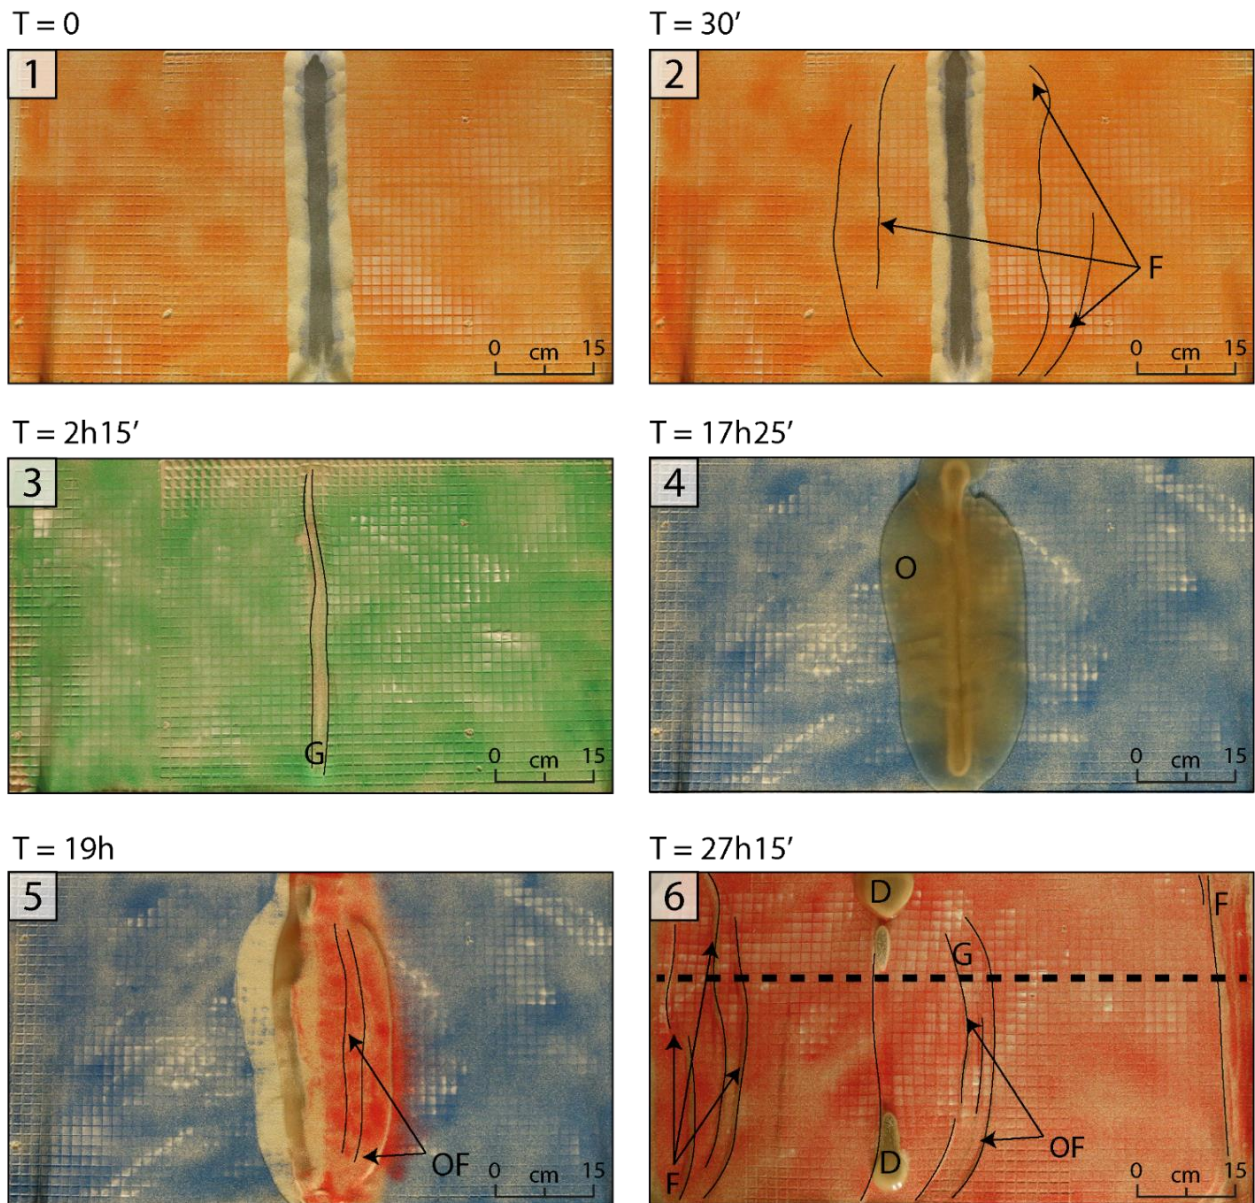 T = 0
1
0 cm 15
T = 30′
2
F
0 cm 15
T = 2h15′
3
G
0 cm 15
T = 17h25′
4
O
0 cm 15
T = 19h
5
OF
0 cm 15
T = 27h15′
6
D
F
G
OF
D
F
0 cm 15